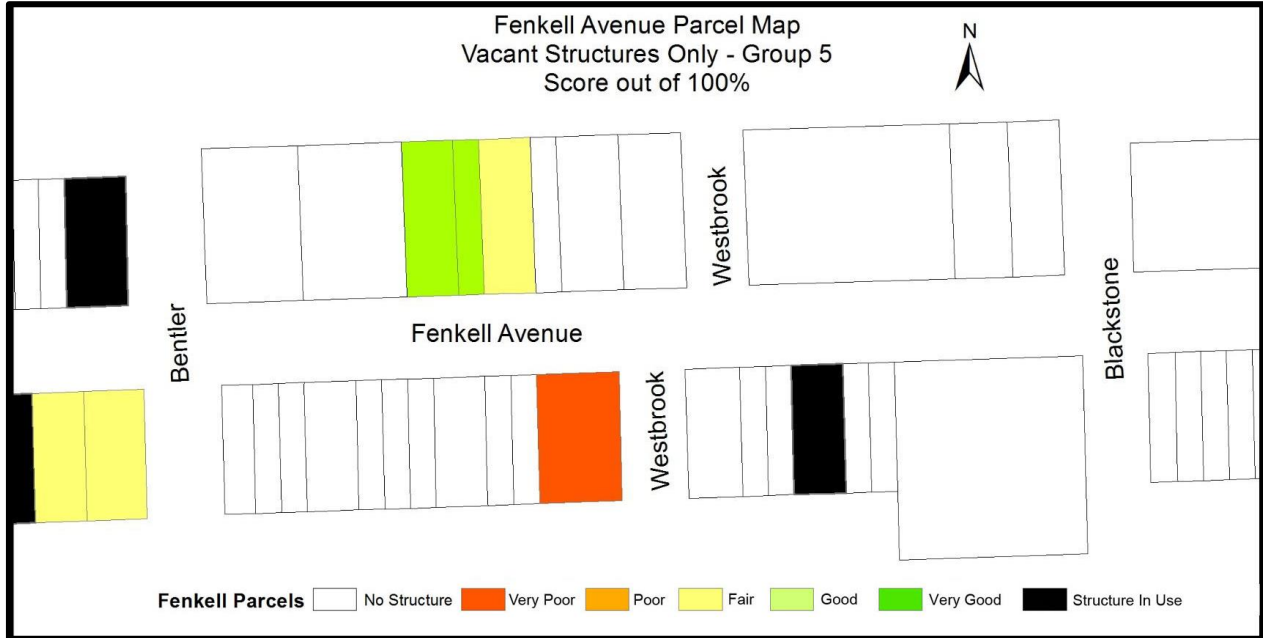 Fenkell Avenue Parcel Map
Vacant Structures Only - Group 5
Score out of 100%
N
Westbrook
Bentler
Fenkell Avenue
Blackstone
Westbrook
Fenkell Parcels No Structure Very Poor Poor Fair Good Very Good Structure In Use